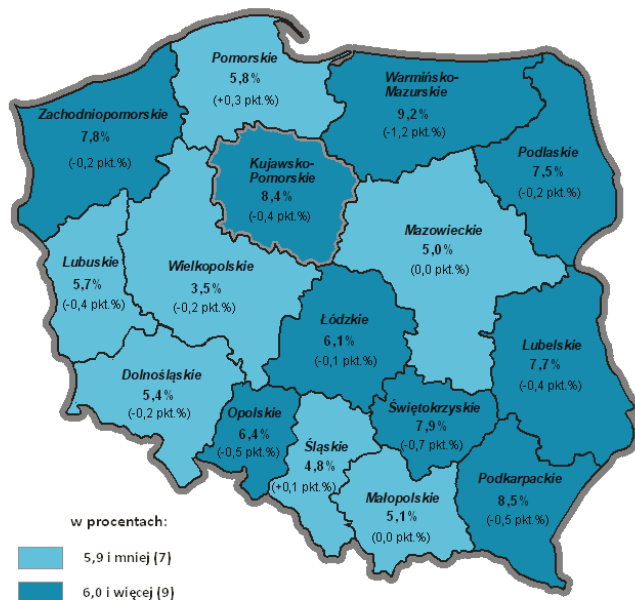 Pomorskie
5,8%
(+0,3 pkt.%)
Warmińsko-
Mazurskie
9,2%
(-1,2 pkt.%)
Zachodniopomorskie
7,8%
(-0,2 pkt.%)
Podlaskie
7,5%
(-0,2 pkt.%)
Kujawsko-
Pomorskie
8,4%
(-0,4 pkt.%)
Mazowieckie
5,0%
(0,0 pkt.%)
Lubuskie
5,7%
(-0,4 pkt.%)
Wielkopolskie
3,5%
(-0,2 pkt.%)
Łódzkie
6,1%
(-0,1 pkt.%)
Lubelskie
7,7%
(-0,4 pkt.%)
Dolnośląskie
5,4%
(-0,2 pkt.%)
Opolskie
6,4%
(-0,5 pkt.%)
Świętokrzyskie
7,9%
(-0,7 pkt.%)
Śląskie
4,8%
(+0,1 pkt.%)
Małopolskie
5,1%
(0,0 pkt.%)
Podkarpackie
8,5%
(-0,5 pkt.%)
w procentach:
5,9 i mniej (7)
6,0 i więcej (9)